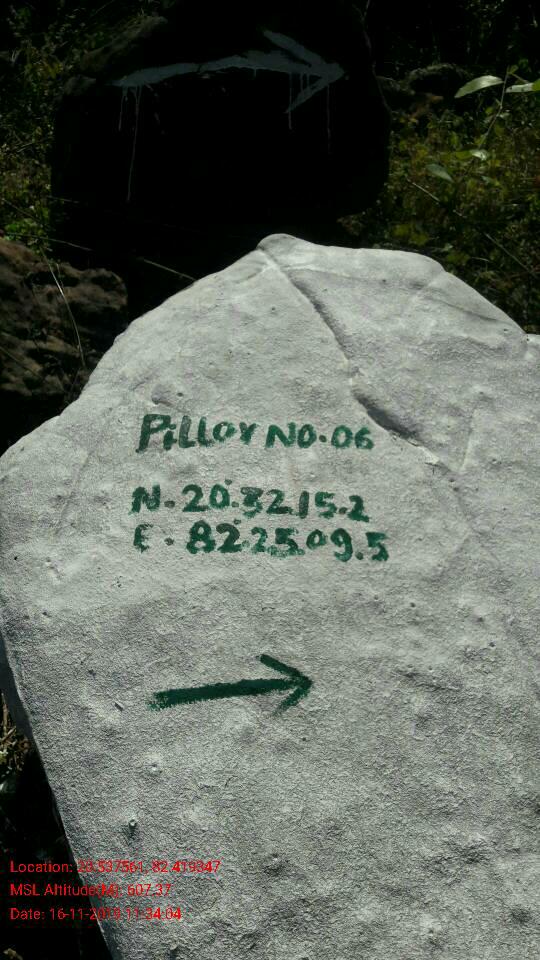 Pillor NO.06
N.20.32.15.2
E.82.25.09.5
Location: 20.537561, 82.419347
MSL Altitude(M): 607.37
Date: 16-11-2019 11:34:04